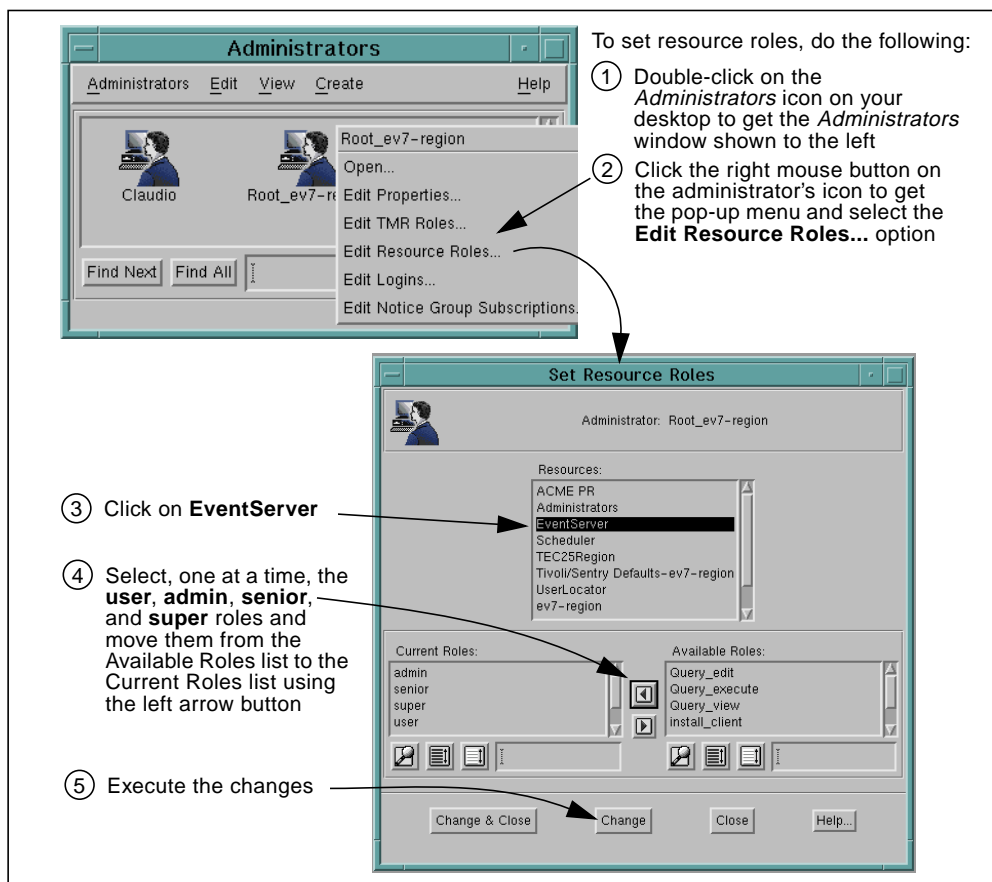 Administrators
Administrators Edit View Create Help
Claudio
Root_ev7-re
Root_ev7-region
Open...
Edit Properties...
Edit TMR Roles...
Edit Resource Roles...
Edit Logins...
Edit Notice Group Subscriptions.
Find Next Find All
To set resource roles, do the following:
1 Double-click on the
Administrators icon on your
desktop to get the Administrators
window shown to the left
2 Click the right mouse button on
the administrator's icon to get
the pop-up menu and select the
Edit Resource Roles... option
Set Resource Roles
Administrator: Root_ev7-region
Resources:
ACME PR
Administrators
EventServer
Scheduler
TEC25Region
Tivoli/Sentry Defaults-ev7-region
UserLocator
ev7-region
3 Click on EventServer
4 Select, one at a time, the
user, admin, senior,
and super roles and
move them from the
Available Roles list to the
Current Roles list using
the left arrow button
Current Roles:
admin
senior
super
user
Available Roles:
Query_edit
Query_execute
Query_view
install_client
5 Execute the changes
Change & Close Change Close Help...